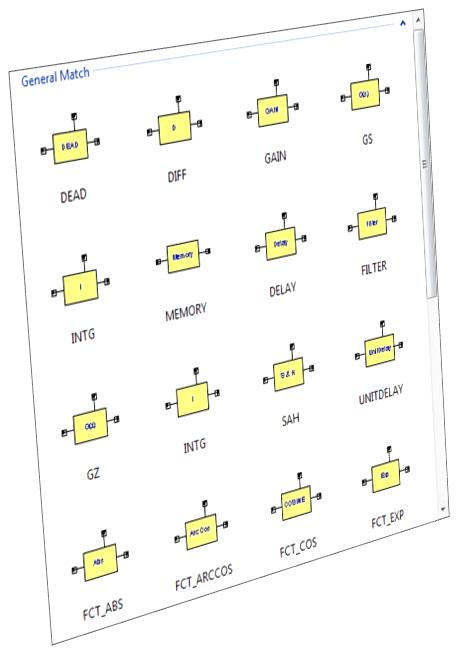 General Match
DEAD
D
GAIN
DEAD
DIFF
GAIN
GS
I
Memory
Delay
Filter
INTG
MEMORY
DELAY
FILTER
I
S & H
UnitDelay
GZ
INTG
SAH
UNITDELAY
Abs
ArcCos
COSINE
Exp
FCT_ABS
FCT_ARCCOS
FCT_COS
FCT_EXP